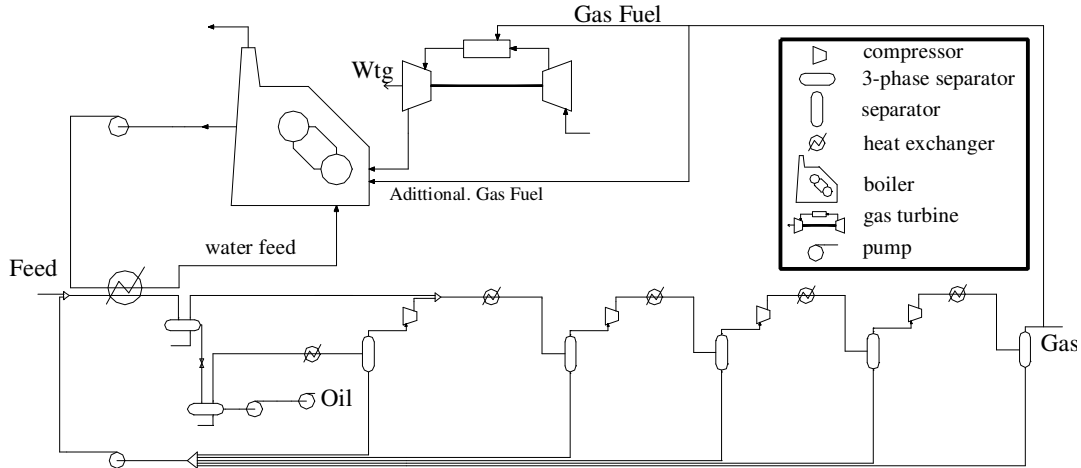 Gas Fuel
Wtg
Adittional. Gas Fuel
water feed
Feed
Oil
Gas
compressor
3-phase separator
separator
heat exchanger
boiler
gas turbine
pump